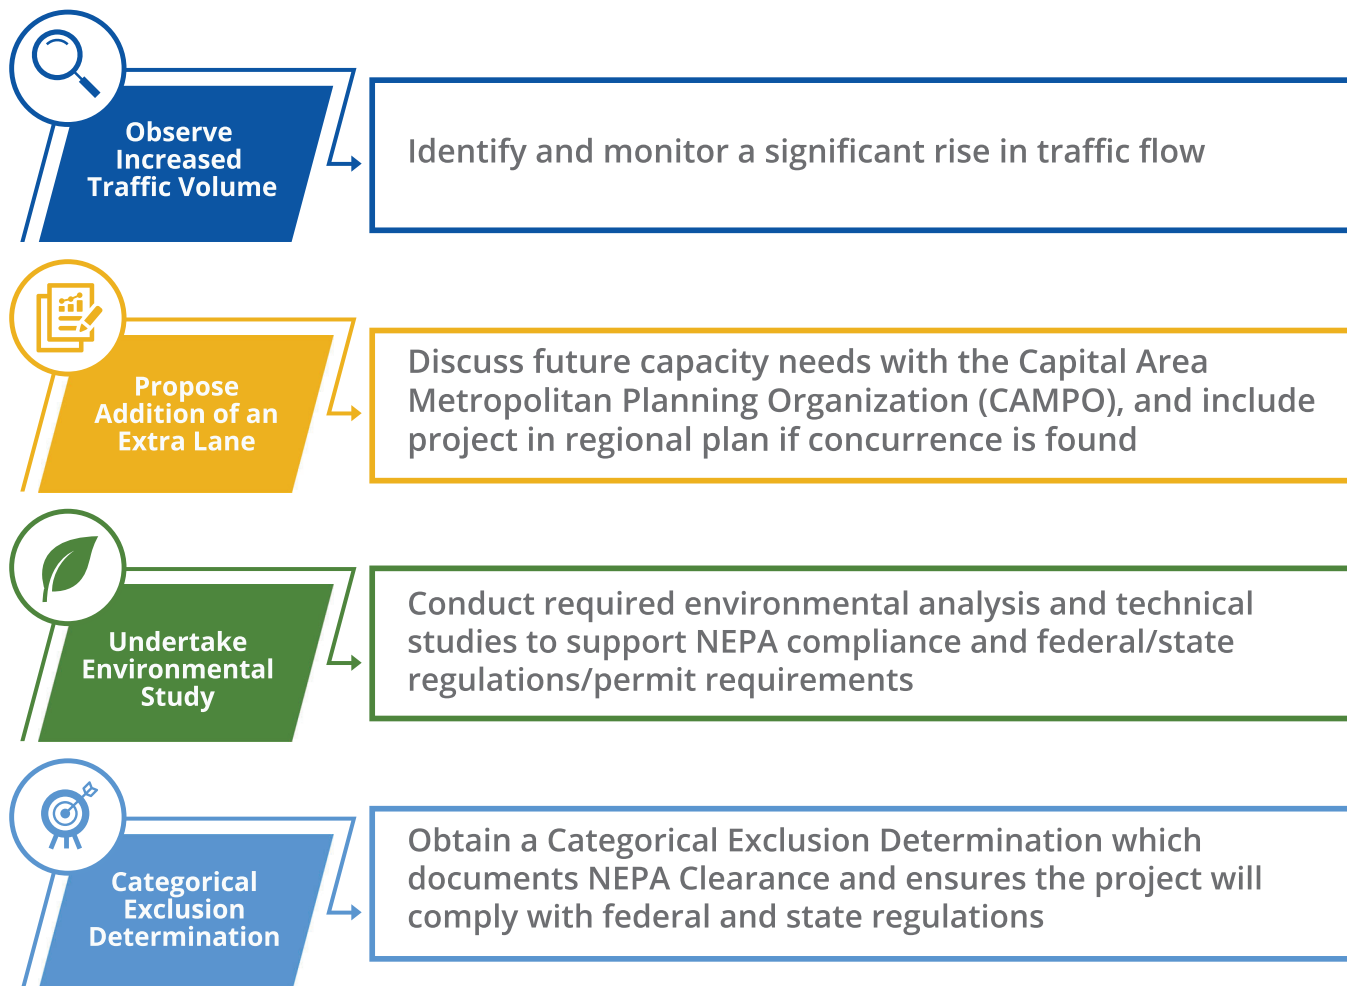 Observe
Increased
Traffic Volume
Identify and monitor a significant rise in traffic flow
Propose
Addition of an
Extra Lane
Discuss future capacity needs with the Capital Area
Metropolitan Planning Organization (CAMPO), and include
project in regional plan if concurrence is found
Undertake
Environmental
Study
Conduct required environmental analysis and technical
studies to support NEPA compliance and federal/state
regulations/permit requirements
Categorical
Exclusion
Determination
Obtain a Categorical Exclusion Determination which
documents NEPA Clearance and ensures the project will
comply with federal and state regulations